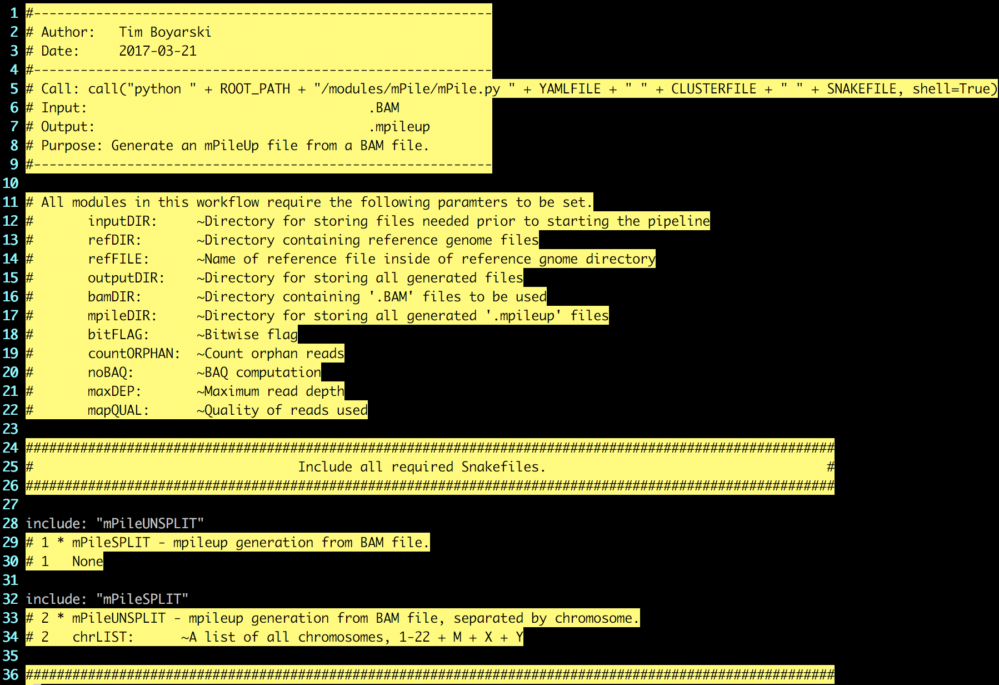 1 #-----------------------------------------------------------
2 # Author:   Tim Boyarski
3 # Date:     2017-03-21
4 #-----------------------------------------------------------
5 # Call: call("python " + ROOT_PATH + "/modules/mPile/mPile.py " + YAMLFILE + " " + CLUSTERFILE + " " + SNAKEFILE, shell=True)
6 # Input:                                    .BAM
7 # Output:                                   .mpileup
8 # Purpose: Generate an mPileUp file from a BAM file.
9 #-----------------------------------------------------------
10
11 # All modules in this workflow require the following paramters to be set.
12 #       inputDIR:     ~Directory for storing files needed prior to starting the pipeline
13 #       refDIR:       ~Directory containing reference genome files
14 #       refFILE:      ~Name of reference file inside of reference gnome directory
15 #       outputDIR:    ~Directory for storing all generated files
16 #       bamDIR:       ~Directory containing '.BAM' files to be used
17 #       mpileDIR:     ~Directory for storing all generated '.mpileup' files
18 #       bitFLAG:      ~Bitwise flag
19 #       countORPHAN:  ~Count orphan reads
20 #       noBAQ:        ~BAQ computation
21 #       maxDEP:       ~Maximum read depth
22 #       mapQUAL:      ~Quality of reads used
23
24 ########################################################################################################
25 #                                  Include all required Snakefiles.                                    #
26 ########################################################################################################
27
28 include: "mPileUNSPLIT"
29 # 1 * mPileSPLIT - mpileup generation from BAM file.
30 # 1   None
31
32 include: "mPileSPLIT"
33 # 2 * mPileUNSPLIT - mpileup generation from BAM file, separated by chromosome.
34 # 2   chrLIST:      ~A list of all chromosomes, 1-22 + M + X + Y
35
36 ########################################################################################################